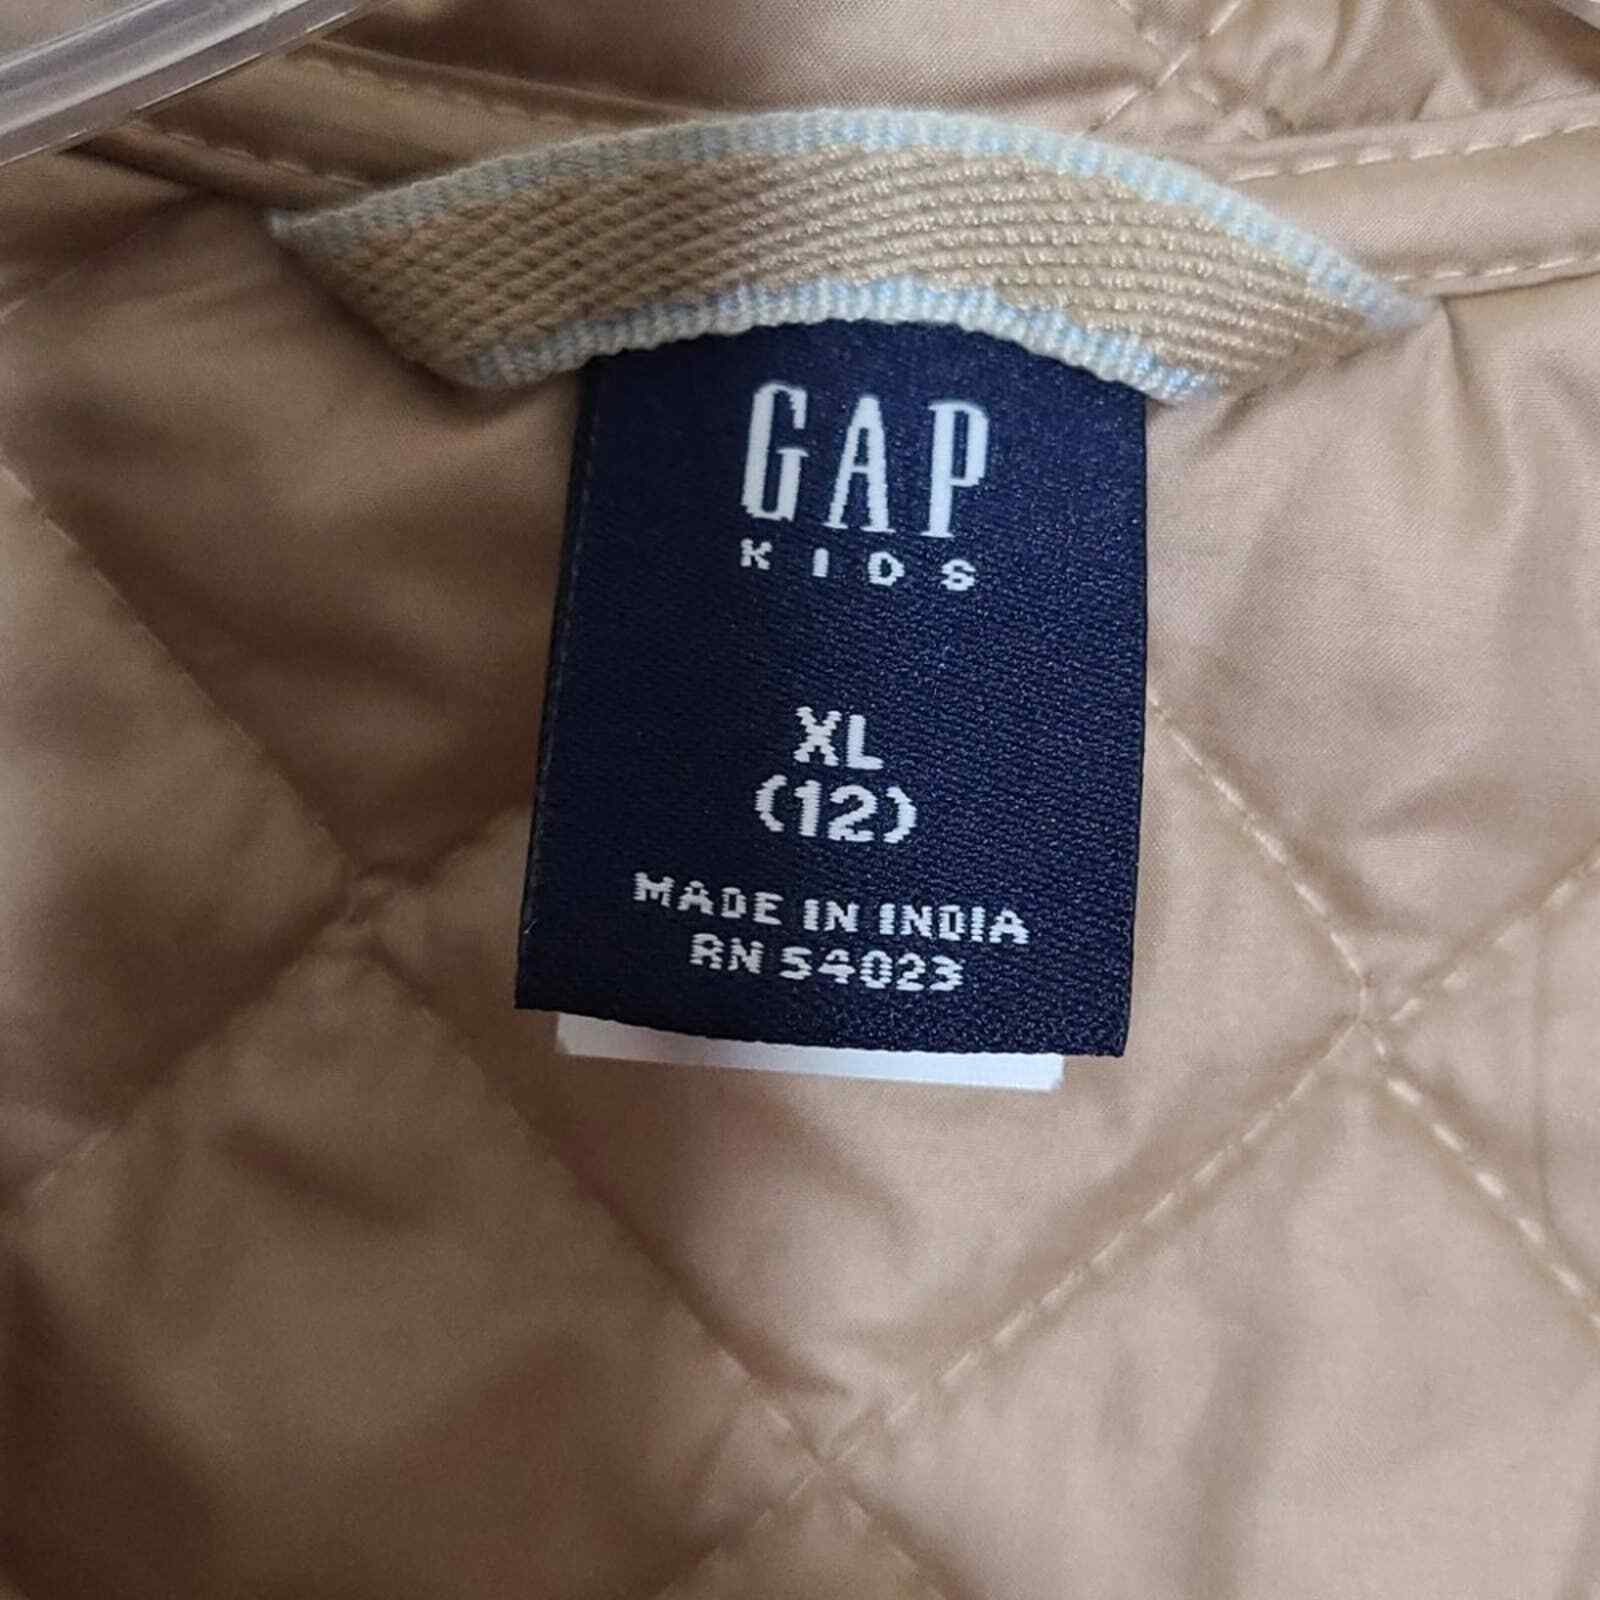 GAP
KIDS
XL
(12)
MADE IN INDIA
RN 54023